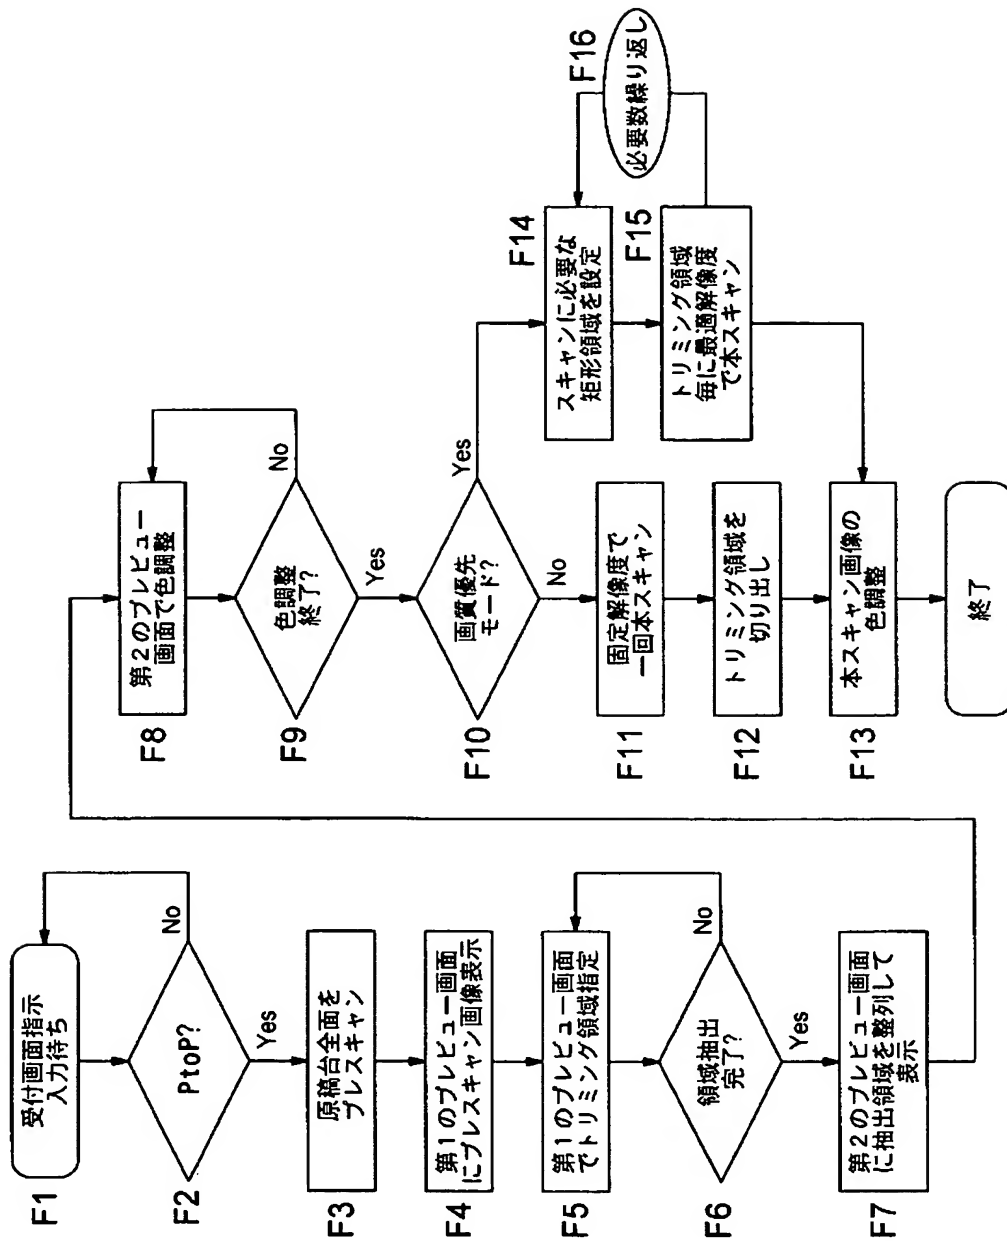 F1
受付画面指示
入力待ち
F2
PtoP?
No
Yes
F3
原稿台全面を
プレスキャン
F4
第1のプレビュー画面
にプレスキャン画像表示
F5
第1のプレビュー画面
でトリミング領域指定
F6
領域抽出
完了?
No
Yes
F7
第2のプレビュー画面
に抽出領域を整列して
表示
F8
第2のプレビュー
画面で色調整
F9
色調整
終了?
No
Yes
F10
画質優先
モード?
Yes
No
F11
固定解像度で
一回本スキャン
F12
トリミング領域を
切り出し
F13
本スキャン画像の
色調整
終了
F14
スキャンに必要な
矩形領域を設定
F15
トリミング領域
毎に最適解像度
で本スキャン
F16
必要数繰り返し